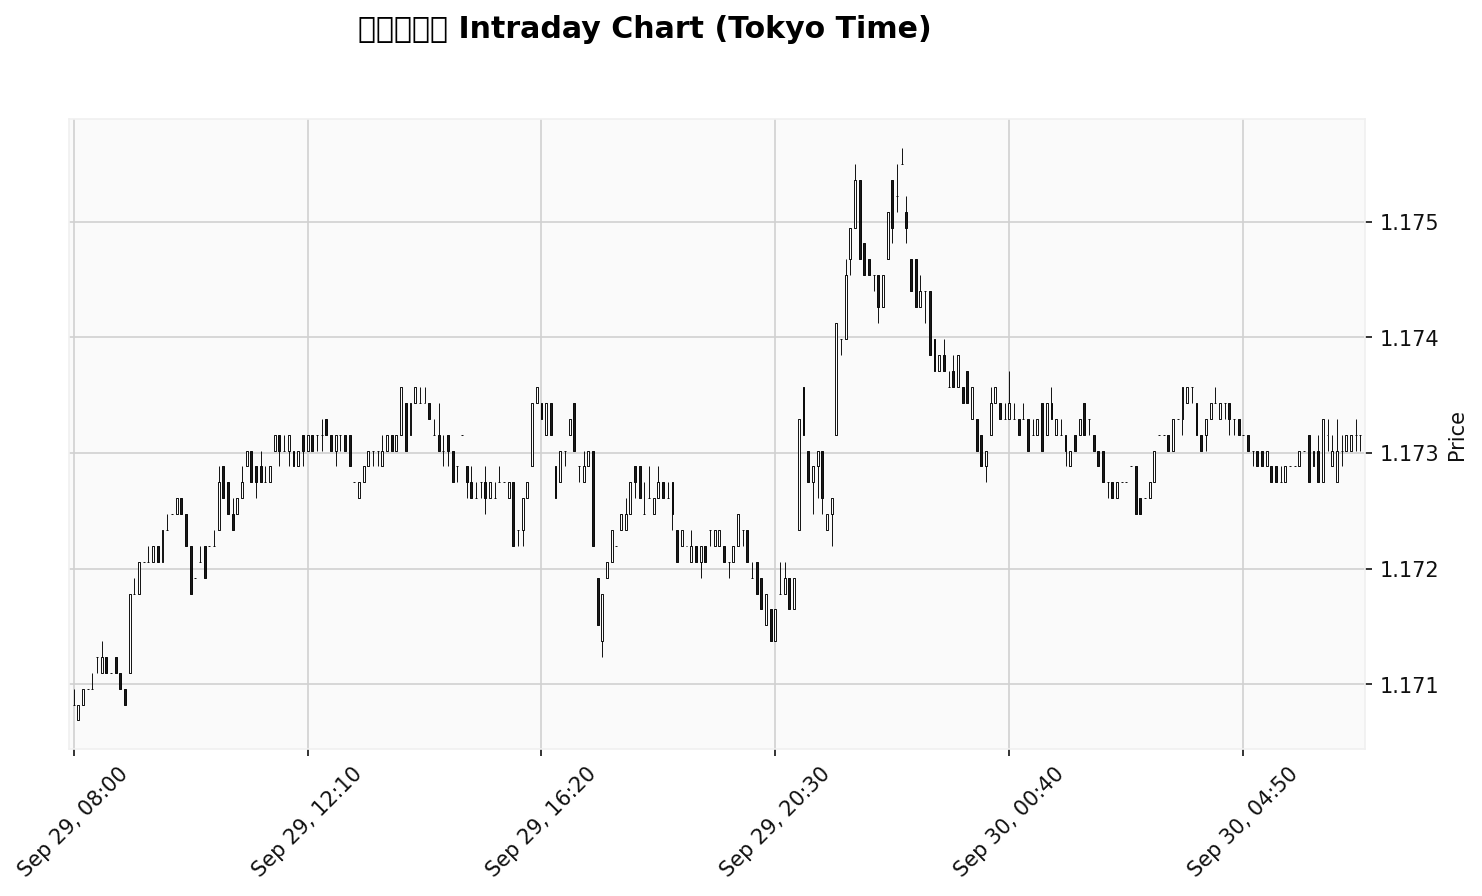 Intraday Chart (Tokyo Time)
1.175
1.174
1.173
1.172
1.171
Price
Sep 29, 08:00
Sep 29, 12:10
Sep 29, 16:20
Sep 29, 20:30
Sep 30, 00:40
Sep 30, 04:50